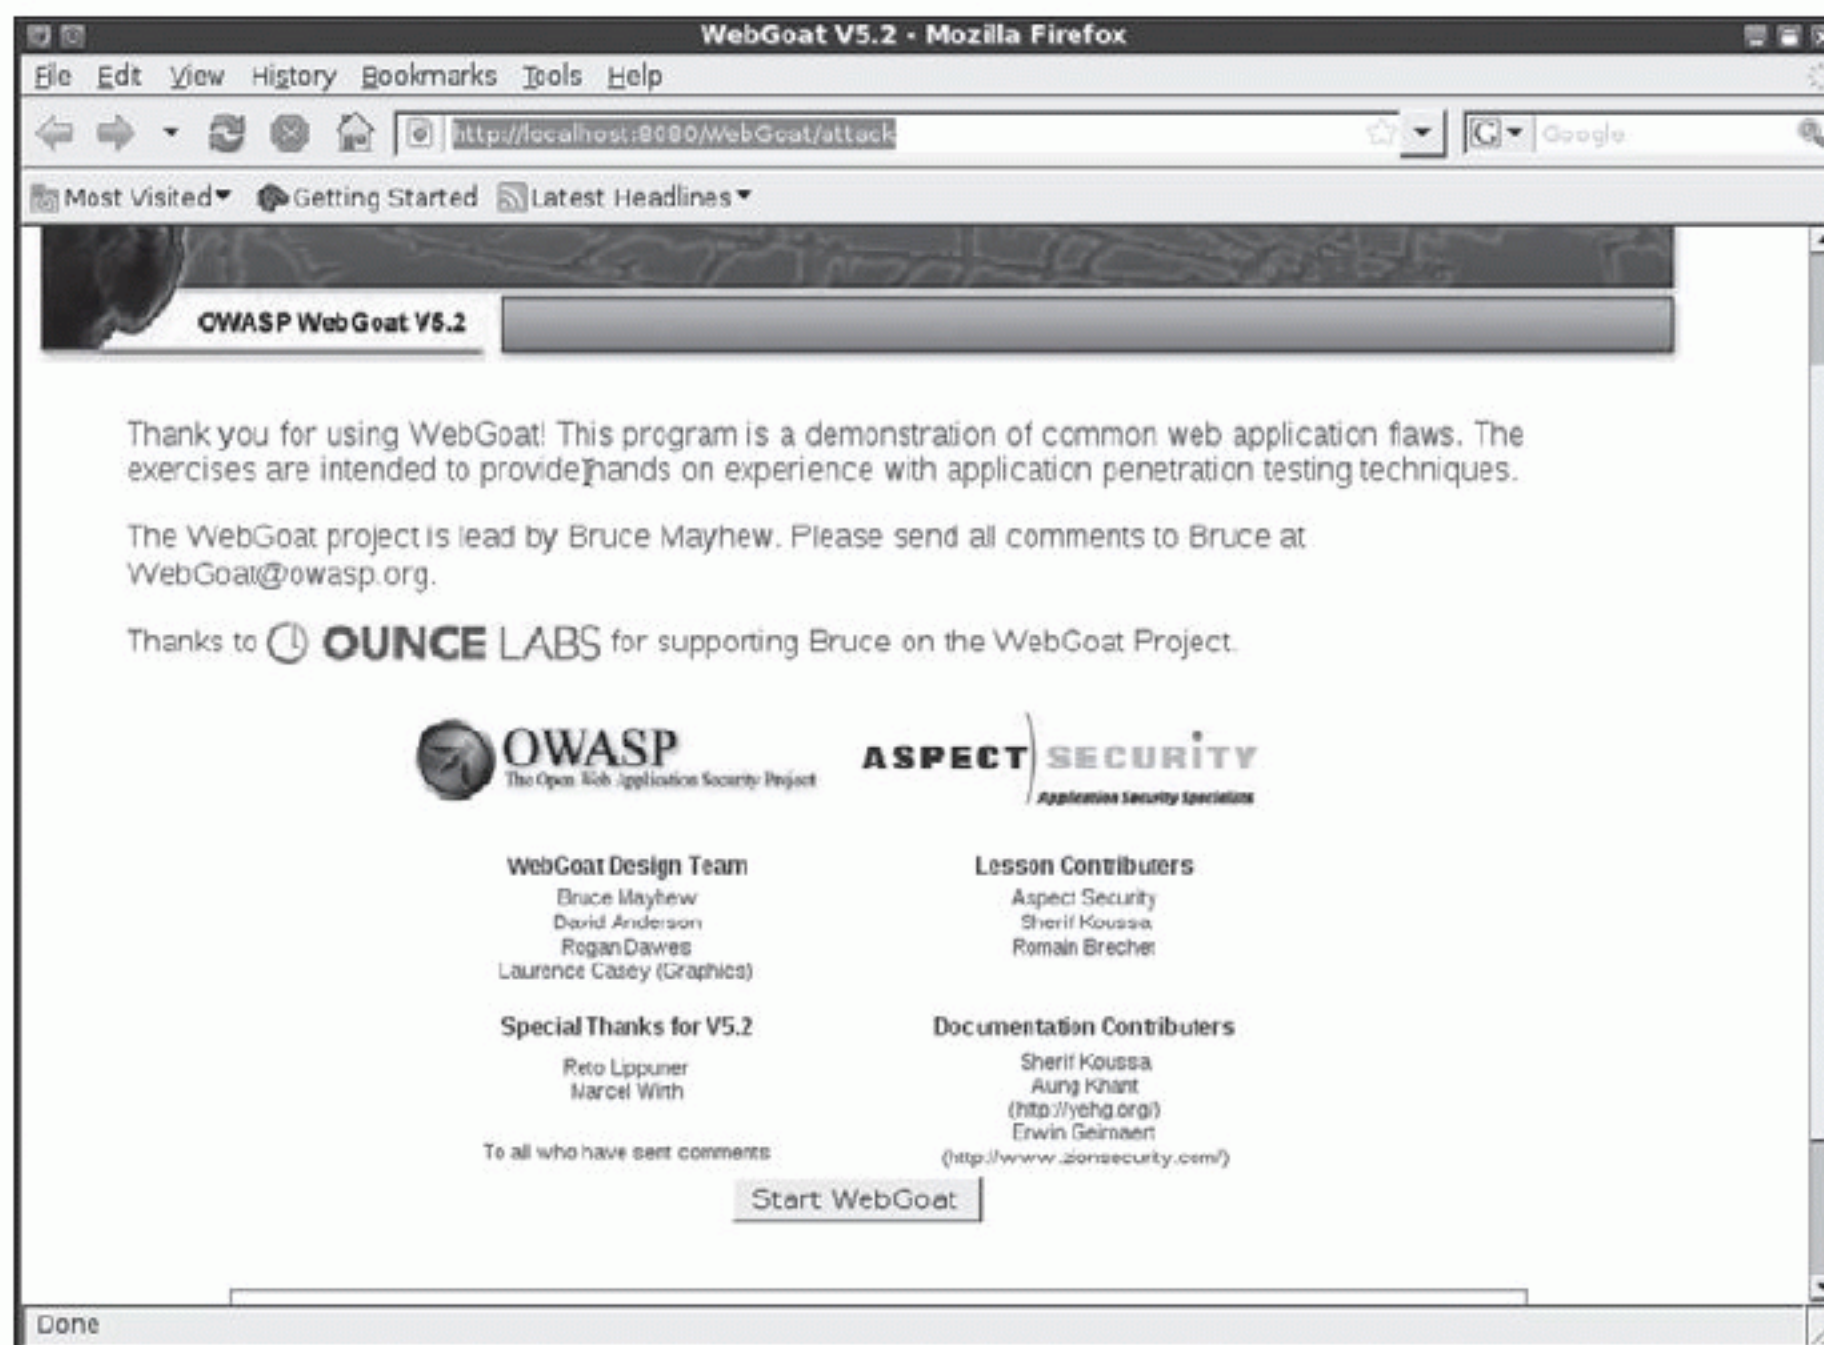 WebGoat V5.2 - Mozilla Firefox
File Edit View History Bookmarks Tools Help
http://localhost:8080/WebGoat/attack
Google
Most Visited Getting Started Latest Headlines
OWASP WebGoat V5.2
Thank you for using WebGoat! This program is a demonstration of common web application flaws. The
exercises are intended to provide hands on experience with application penetration testing techniques.
The WebGoat project is lead by Bruce Mayhew. Please send all comments to Bruce at
WebGoat@owasp.org.
Thanks to OUNCE LABS for supporting Bruce on the WebGoat Project.
OWASP
The Open Web Application Security Project
ASPECT SECURITY
Application Security Specialists
WebGoat Design Team
Bruce Mayhew
David Anderson
Rogan Dawes
Laurence Casey (Graphics)
Lesson Contributers
Aspect Security
Sherif Koussa
Romain Brechet
Special Thanks for V5.2
Reto Lippuner
Marcel Wirth
To all who have sent comments
Documentation Contributers
Sherif Koussa
Aung Khant
(http://yehg.org/)
Erwin Geirnaert
(http://www.zionsecurity.com/)
Start WebGoat
Done